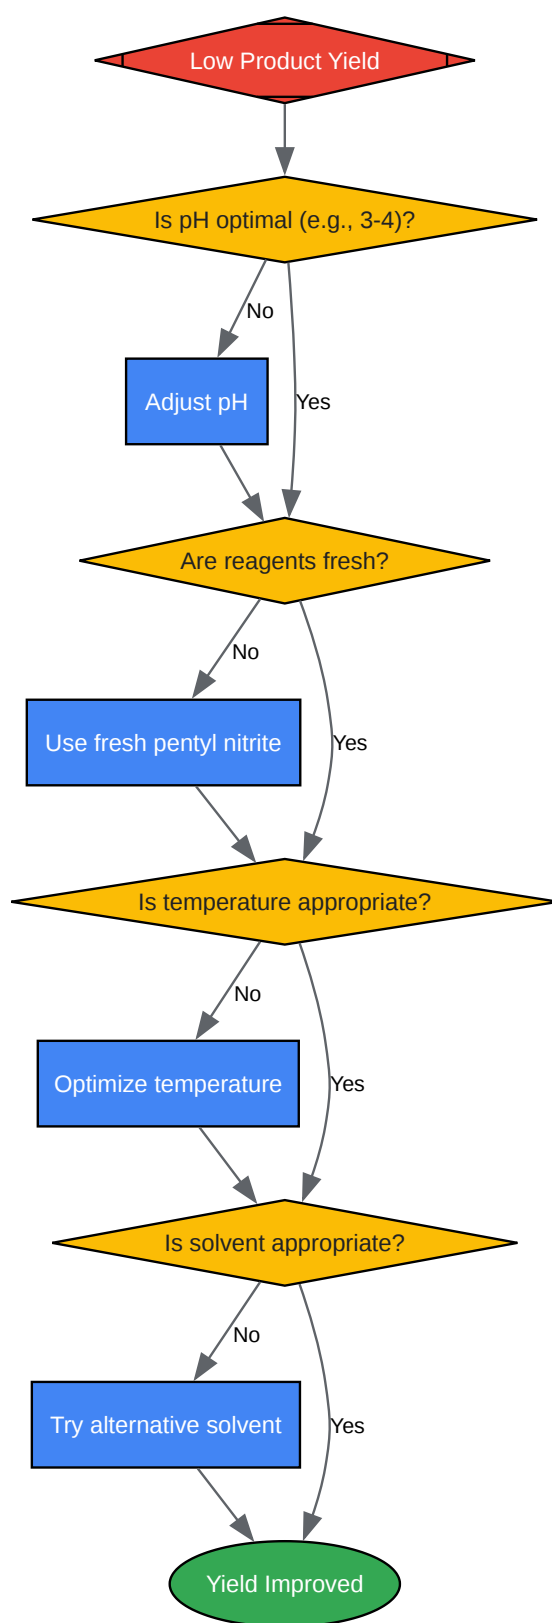 Low Product Yield
Is pH optimal (e.g., 3-4)?
No
Adjust pH
Yes
Are reagents fresh?
No
Use fresh pentyl nitrite
Yes
Is temperature appropriate?
No
Optimize temperature
Yes
Is solvent appropriate?
No
Try alternative solvent
Yes
Yield Improved